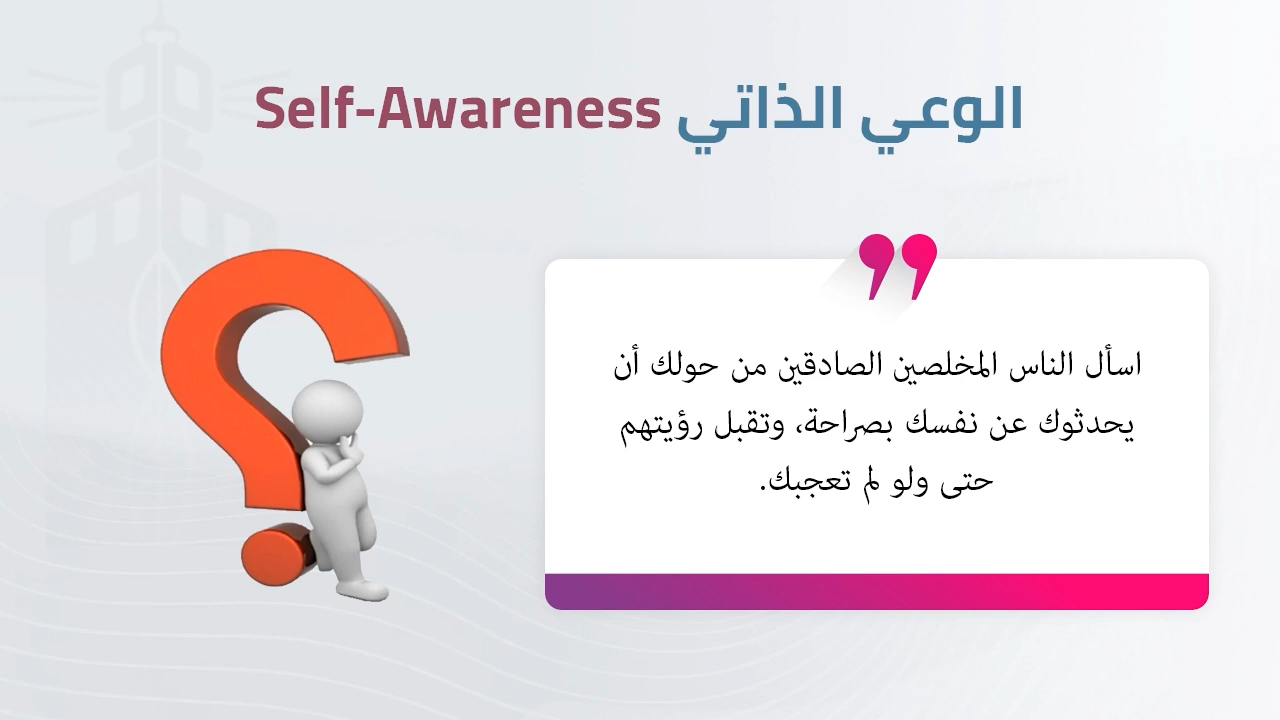 الوعي الذاتي Self-Awareness
اسأل الناس المخلصين الصادقين من حولك أن
يحدثوك عن نفسك بصراحة، وتقبل رؤيتهم
حتى ولو لم تعجبك.